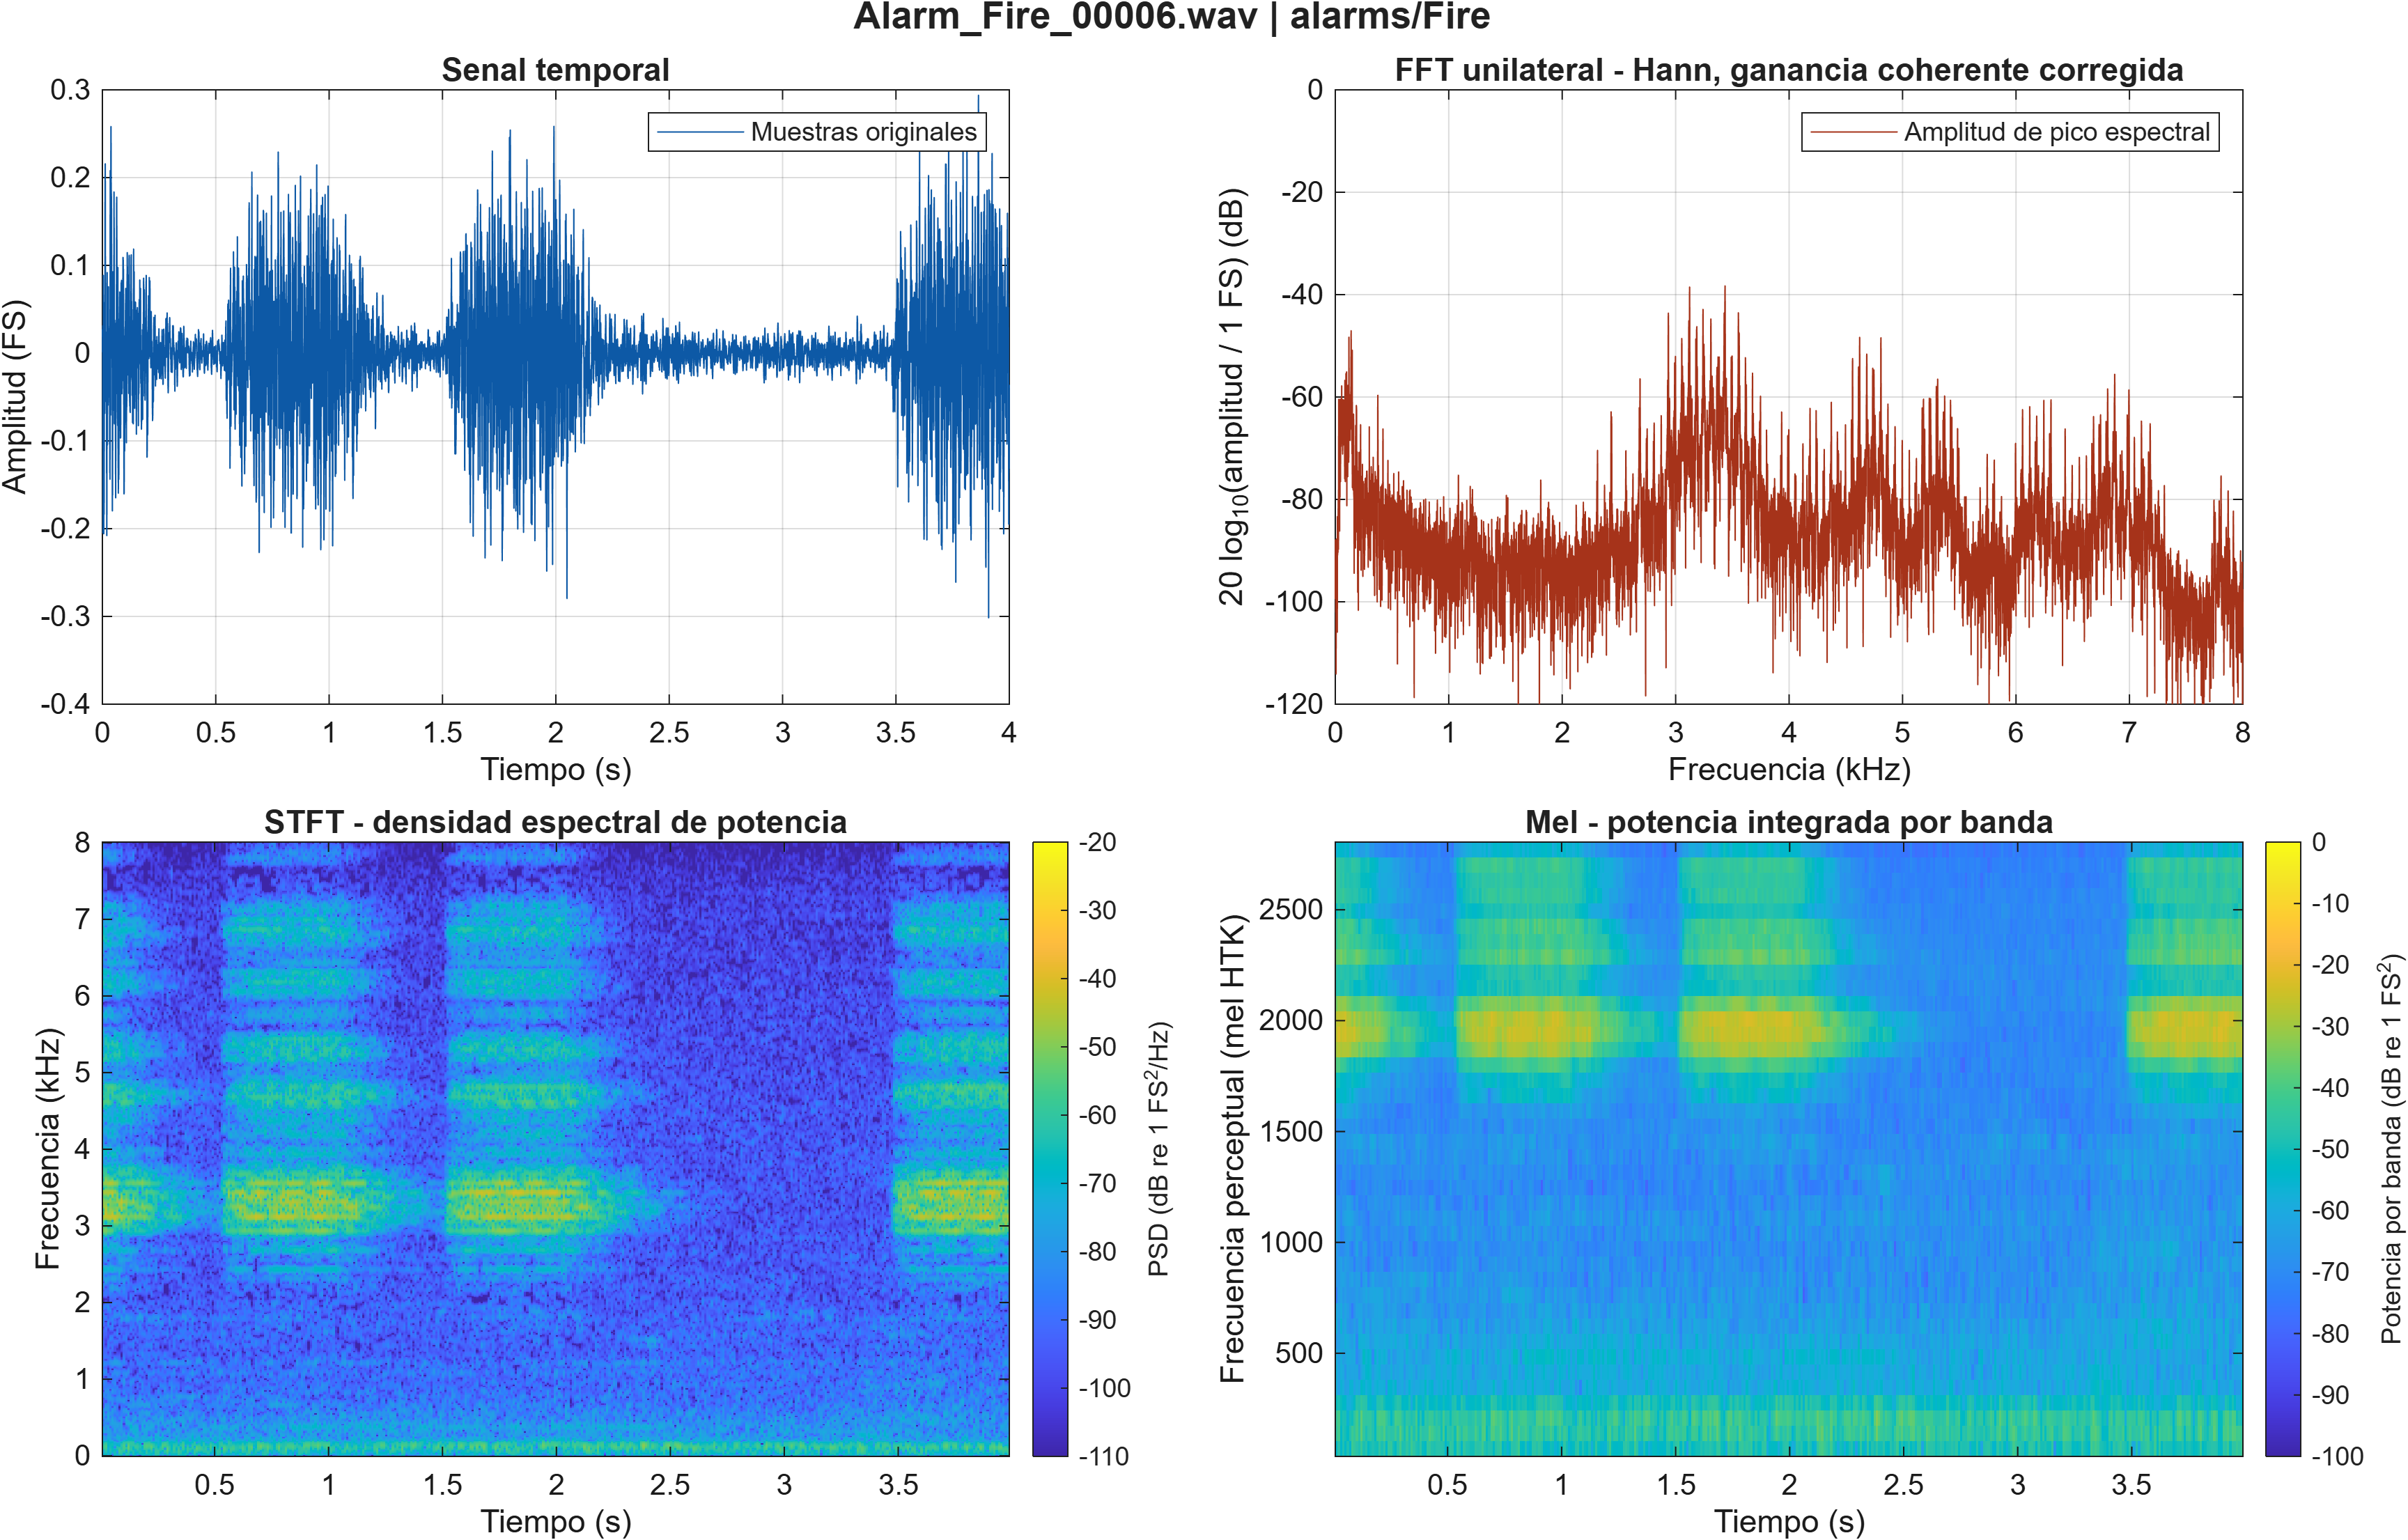 Alarm_Fire_00006.wav | alarms/Fire
Senal temporal
0.3
0.2
0.1
0
-0.1
-0.2
-0.3
-0.4
Amplitud (FS)
Muestras originales
0 0.5 1 1.5 2 2.5 3 3.5 4
Tiempo (s)
FFT unilateral - Hann, ganancia coherente corregida
0
-20
-40
-60
-80
-100
-120
20 log10(amplitud / 1 FS) (dB)
Amplitud de pico espectral
0 1 2 3 4 5 6 7 8
Frecuencia (kHz)
STFT - densidad espectral de potencia
8
7
6
5
4
3
2
1
0
Frecuencia (kHz)
0.5 1 1.5 2 2.5 3 3.5
Tiempo (s)
-20
-30
-40
-50
-60
-70
-80
-90
-100
-110
PSD (dB re 1 FS²/Hz)
Mel - potencia integrada por banda
2500
2000
1500
1000
500
Frecuencia perceptual (mel HTK)
0.5 1 1.5 2 2.5 3 3.5
Tiempo (s)
0
-10
-20
-30
-40
-50
-60
-70
-80
-90
-100
Potencia por banda (dB re 1 FS²)